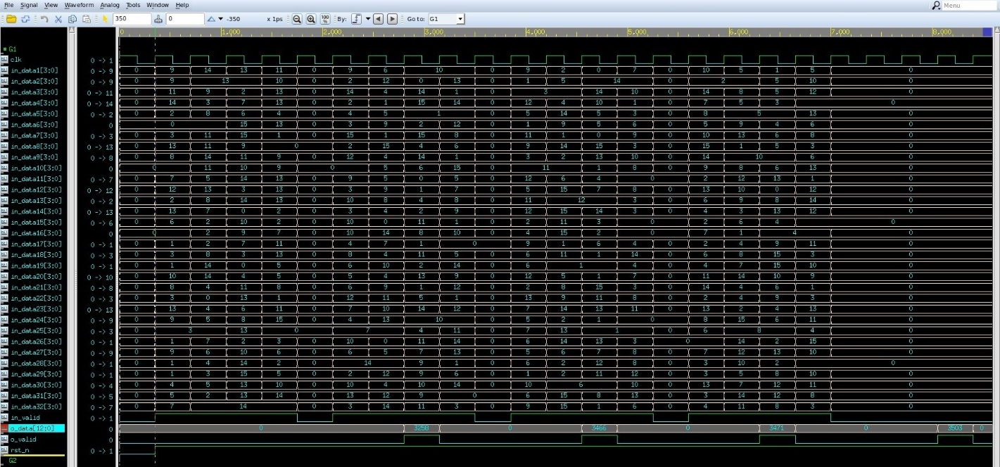 File Signal View Waveform Analog Tools Window Help Menu
350 0 -350 x 1ps 100 % By: Go to: G1
0 1,000 2,000 3,000 4,000 5,000 6,000 7,000 8,000
G1
clk 0 -> 1
in_data1[3:0] 0 -> 9 0 9 14 13 11 0 9 6 10 0 9 2 0 7 0 10 5 1 5 0
in_data2[3:0] 0 -> 9 0 9 13 10 0 2 12 0 13 0 1 5 14 0 2 5 10 0
in_data3[3:0] 0 -> 11 0 11 9 2 13 0 14 4 14 1 0 3 14 10 0 14 8 5 12 0
in_data4[3:0] 0 -> 14 0 14 3 7 13 0 2 1 15 14 0 12 4 10 1 0 7 5 3 0
in_data5[3:0] 0 -> 2 0 2 8 6 4 0 4 5 1 0 5 14 5 3 0 2 8 5 13 0
in_data6[3:0] 0 0 15 13 0 3 9 2 12 0 1 9 5 6 0 5 9 4 6 0
in_data7[3:0] 0 -> 3 0 3 11 15 1 0 15 1 15 8 0 11 1 0 9 0 10 13 6 8 0
in_data8[3:0] 0 -> 13 0 13 11 9 0 2 15 4 6 0 9 14 15 3 0 15 1 5 3 0
in_data9[3:0] 0 -> 8 0 8 14 11 9 0 12 4 14 1 0 3 2 13 10 0 14 10 6 0
in_data10[3:0] 0 0 11 10 9 0 5 6 15 0 11 1 8 0 9 8 6 13 0
in_data11[3:0] 0 -> 7 0 7 5 14 13 0 9 5 0 5 0 12 6 4 0 2 12 13 1 0
in_data12[3:0] 0 -> 12 0 12 13 3 13 0 3 9 1 7 0 5 15 7 8 0 13 10 0 12 0
in_data13[3:0] 0 -> 2 0 2 8 14 13 0 10 8 4 8 0 11 12 3 0 6 9 8 14 0
in_data14[3:0] 0 -> 13 0 13 7 0 2 0 3 4 2 9 0 12 15 14 3 0 4 3 13 12 0
in_data15[3:0] 0 -> 6 0 6 2 10 2 0 10 0 11 1 0 2 11 3 0 2 6 4 0
in_data16[3:0] 0 0 2 9 7 0 10 14 8 10 0 4 15 2 0 7 1 4 0
in_data17[3:0] 0 -> 1 0 1 2 7 11 0 4 7 1 0 9 1 6 4 0 2 4 9 11 0
in_data18[3:0] 0 -> 3 0 3 8 3 13 0 8 4 11 5 0 6 11 1 14 0 6 8 15 3 0
in_data19[3:0] 0 -> 1 0 1 14 0 5 0 6 10 2 14 0 6 1 4 0 4 7 15 10 0
in_data20[3:0] 0 -> 10 0 10 14 4 5 0 5 4 13 9 0 12 5 1 7 0 11 14 10 9 0
in_data21[3:0] 0 -> 8 0 8 4 11 8 0 6 9 1 12 0 2 8 15 3 0 14 4 6 1 0
in_data22[3:0] 0 -> 3 0 3 0 13 1 0 12 11 5 1 0 13 9 11 8 0 2 4 9 3 0
in_data23[3:0] 0 -> 13 0 13 4 6 11 0 7 10 14 12 0 7 14 13 11 0 13 2 4 13 0
in_data24[3:0] 0 -> 9 0 9 5 8 15 0 4 13 10 0 5 2 1 0 8 15 6 11 0
in_data25[3:0] 0 -> 3 0 3 13 0 7 4 11 0 7 13 1 0 6 8 4 0
in_data26[3:0] 0 -> 1 0 1 7 2 3 0 10 0 11 14 0 6 14 13 3 0 14 2 15 0
in_data27[3:0] 0 -> 9 0 9 6 10 6 0 6 5 7 13 0 5 6 7 8 0 7 12 13 10 0
in_data28[3:0] 0 -> 1 0 1 4 14 2 0 14 9 1 0 6 2 12 8 0 3 10 2 0
in_data29[3:0] 0 -> 1 0 1 3 15 5 0 2 12 9 6 0 1 2 11 12 0 3 5 8 10 0
in_data30[3:0] 0 -> 4 0 4 5 13 10 0 10 4 10 14 0 10 6 10 0 13 7 12 11 0
in_data31[3:0] 0 -> 5 0 5 2 13 14 0 13 12 9 0 6 15 8 13 0 3 14 12 8 0
in_data32[3:0] 0 -> 7 0 7 14 0 3 14 11 3 0 9 15 1 6 0 4 11 8 3 0
in_valid 0 -> 1
o_data[12:0] 0 0 3258 0 3466 0 3471 0 3503 0
o_valid 0
rst_n 0 -> 1
G2